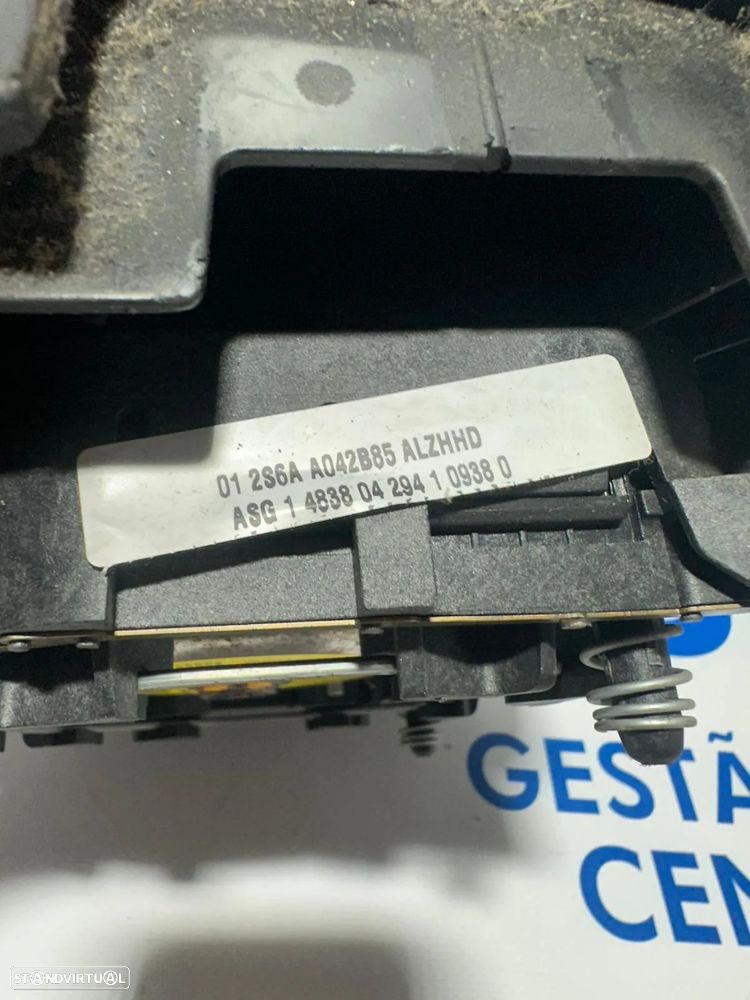 01 2S6A A042B85 ALZHHD
ASG 1 4838 04 294 1 0938 0
GESTÃ
CEN
STANDVIRTUAL